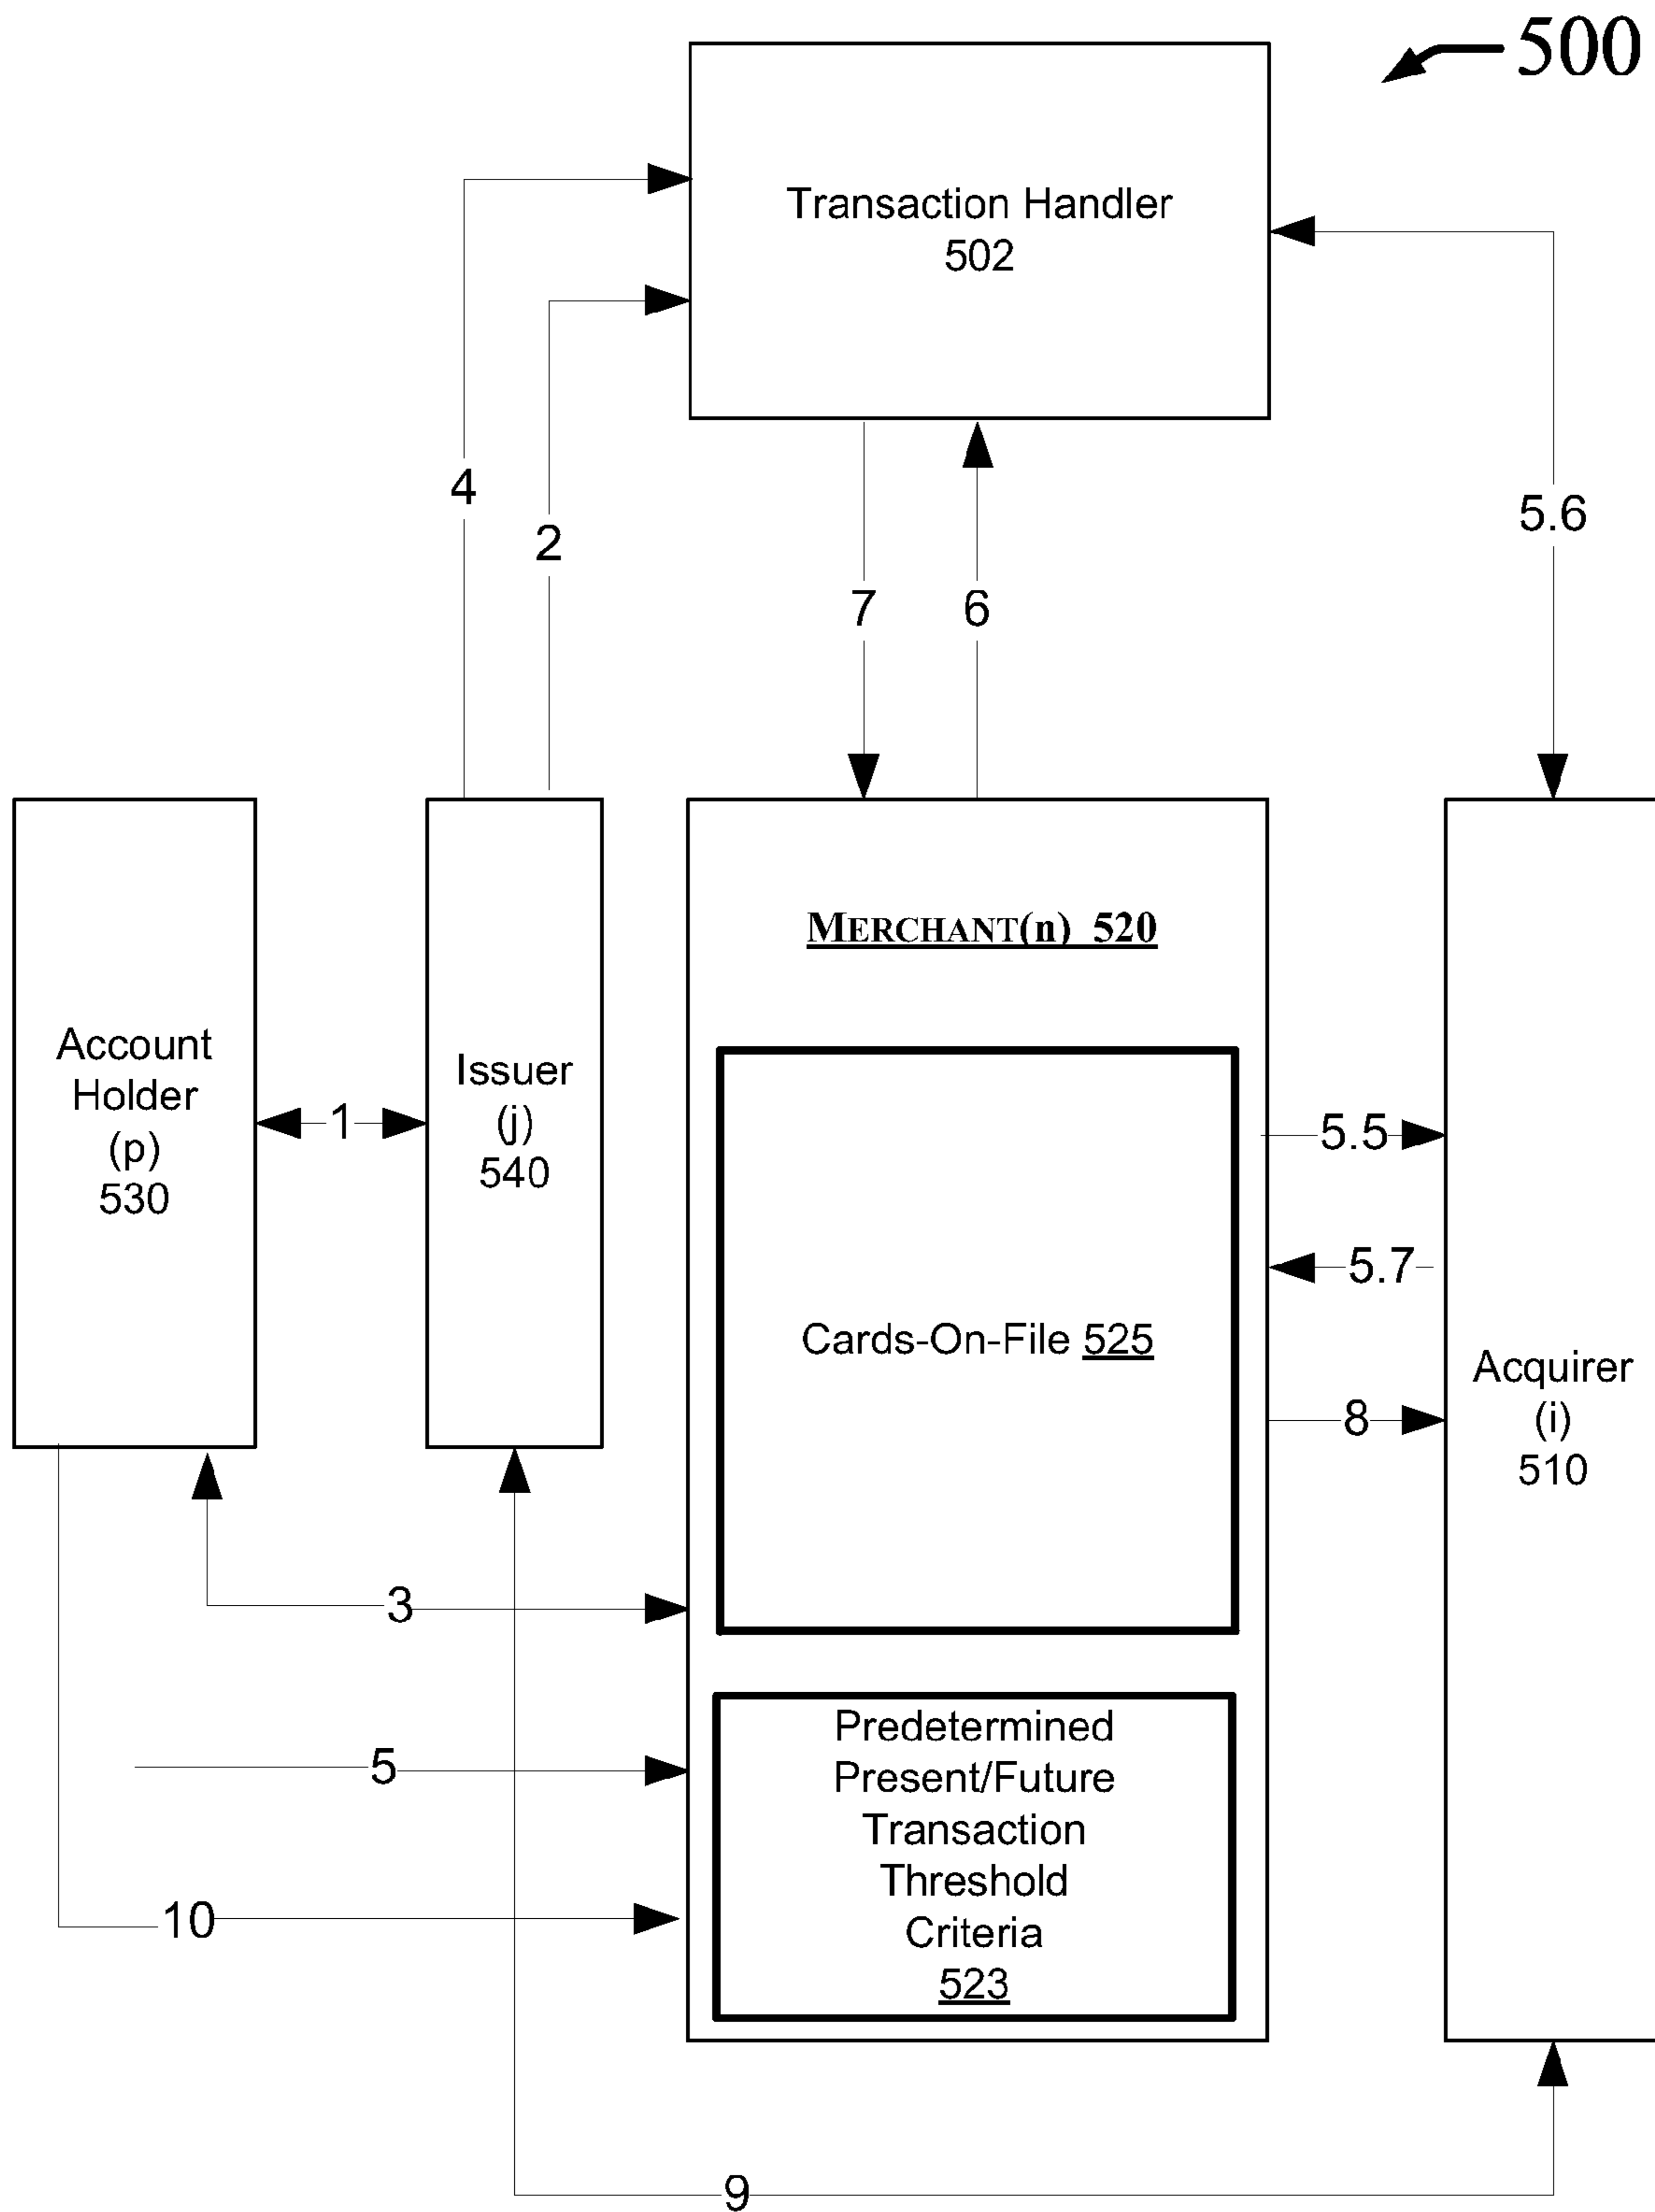 500
Transaction Handler
502
4
2
7
6
5.6
MERCHANT(n) 520
Account
Holder
(p)
530
1
Issuer
(j)
540
Cards-On-File 525
5.5
5.7
8
Acquirer
(i)
510
3
5
10
Predetermined
Present/Future
Transaction
Threshold
Criteria
523
9